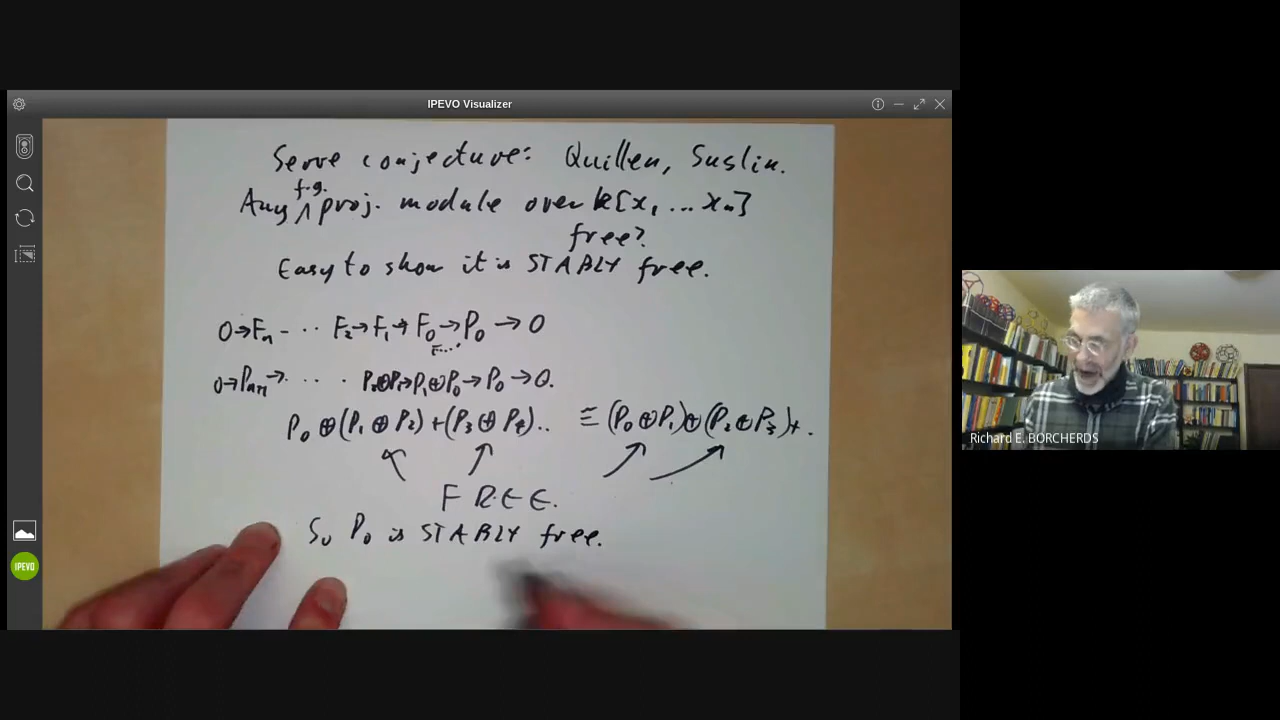 IPEVO Visualizer
Serre conjecture: Quillen, Suslin.
f.g.
Any ∧ proj. module over k[x, ... xₙ]
free?
Easy to show it is STABLY free.
0→Fₙ - ·· F₂→F₁→F₀→P₀→0
0→Pₙ₊₁→· · · · P₂⊕P₁→P₁⊕P₀→P₀→0.
P₀⊕(P₁⊕P₂)+(P₃⊕P₄).. ≡(P₀⊕P₁)⊕(P₂⊕P₃)+.
FREE.
So P₀ is STABLY free.
IPEVO
Richard E. BORCHERDS